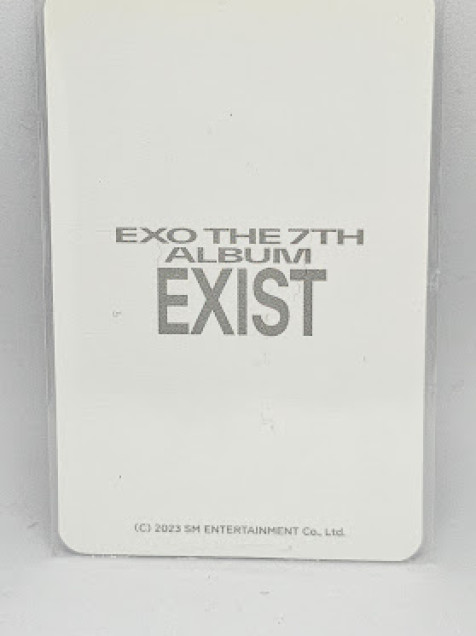 EXO THE 7TH
ALBUM
EXIST
(C) 2023 SM ENTERTAINMENT Co., Ltd.